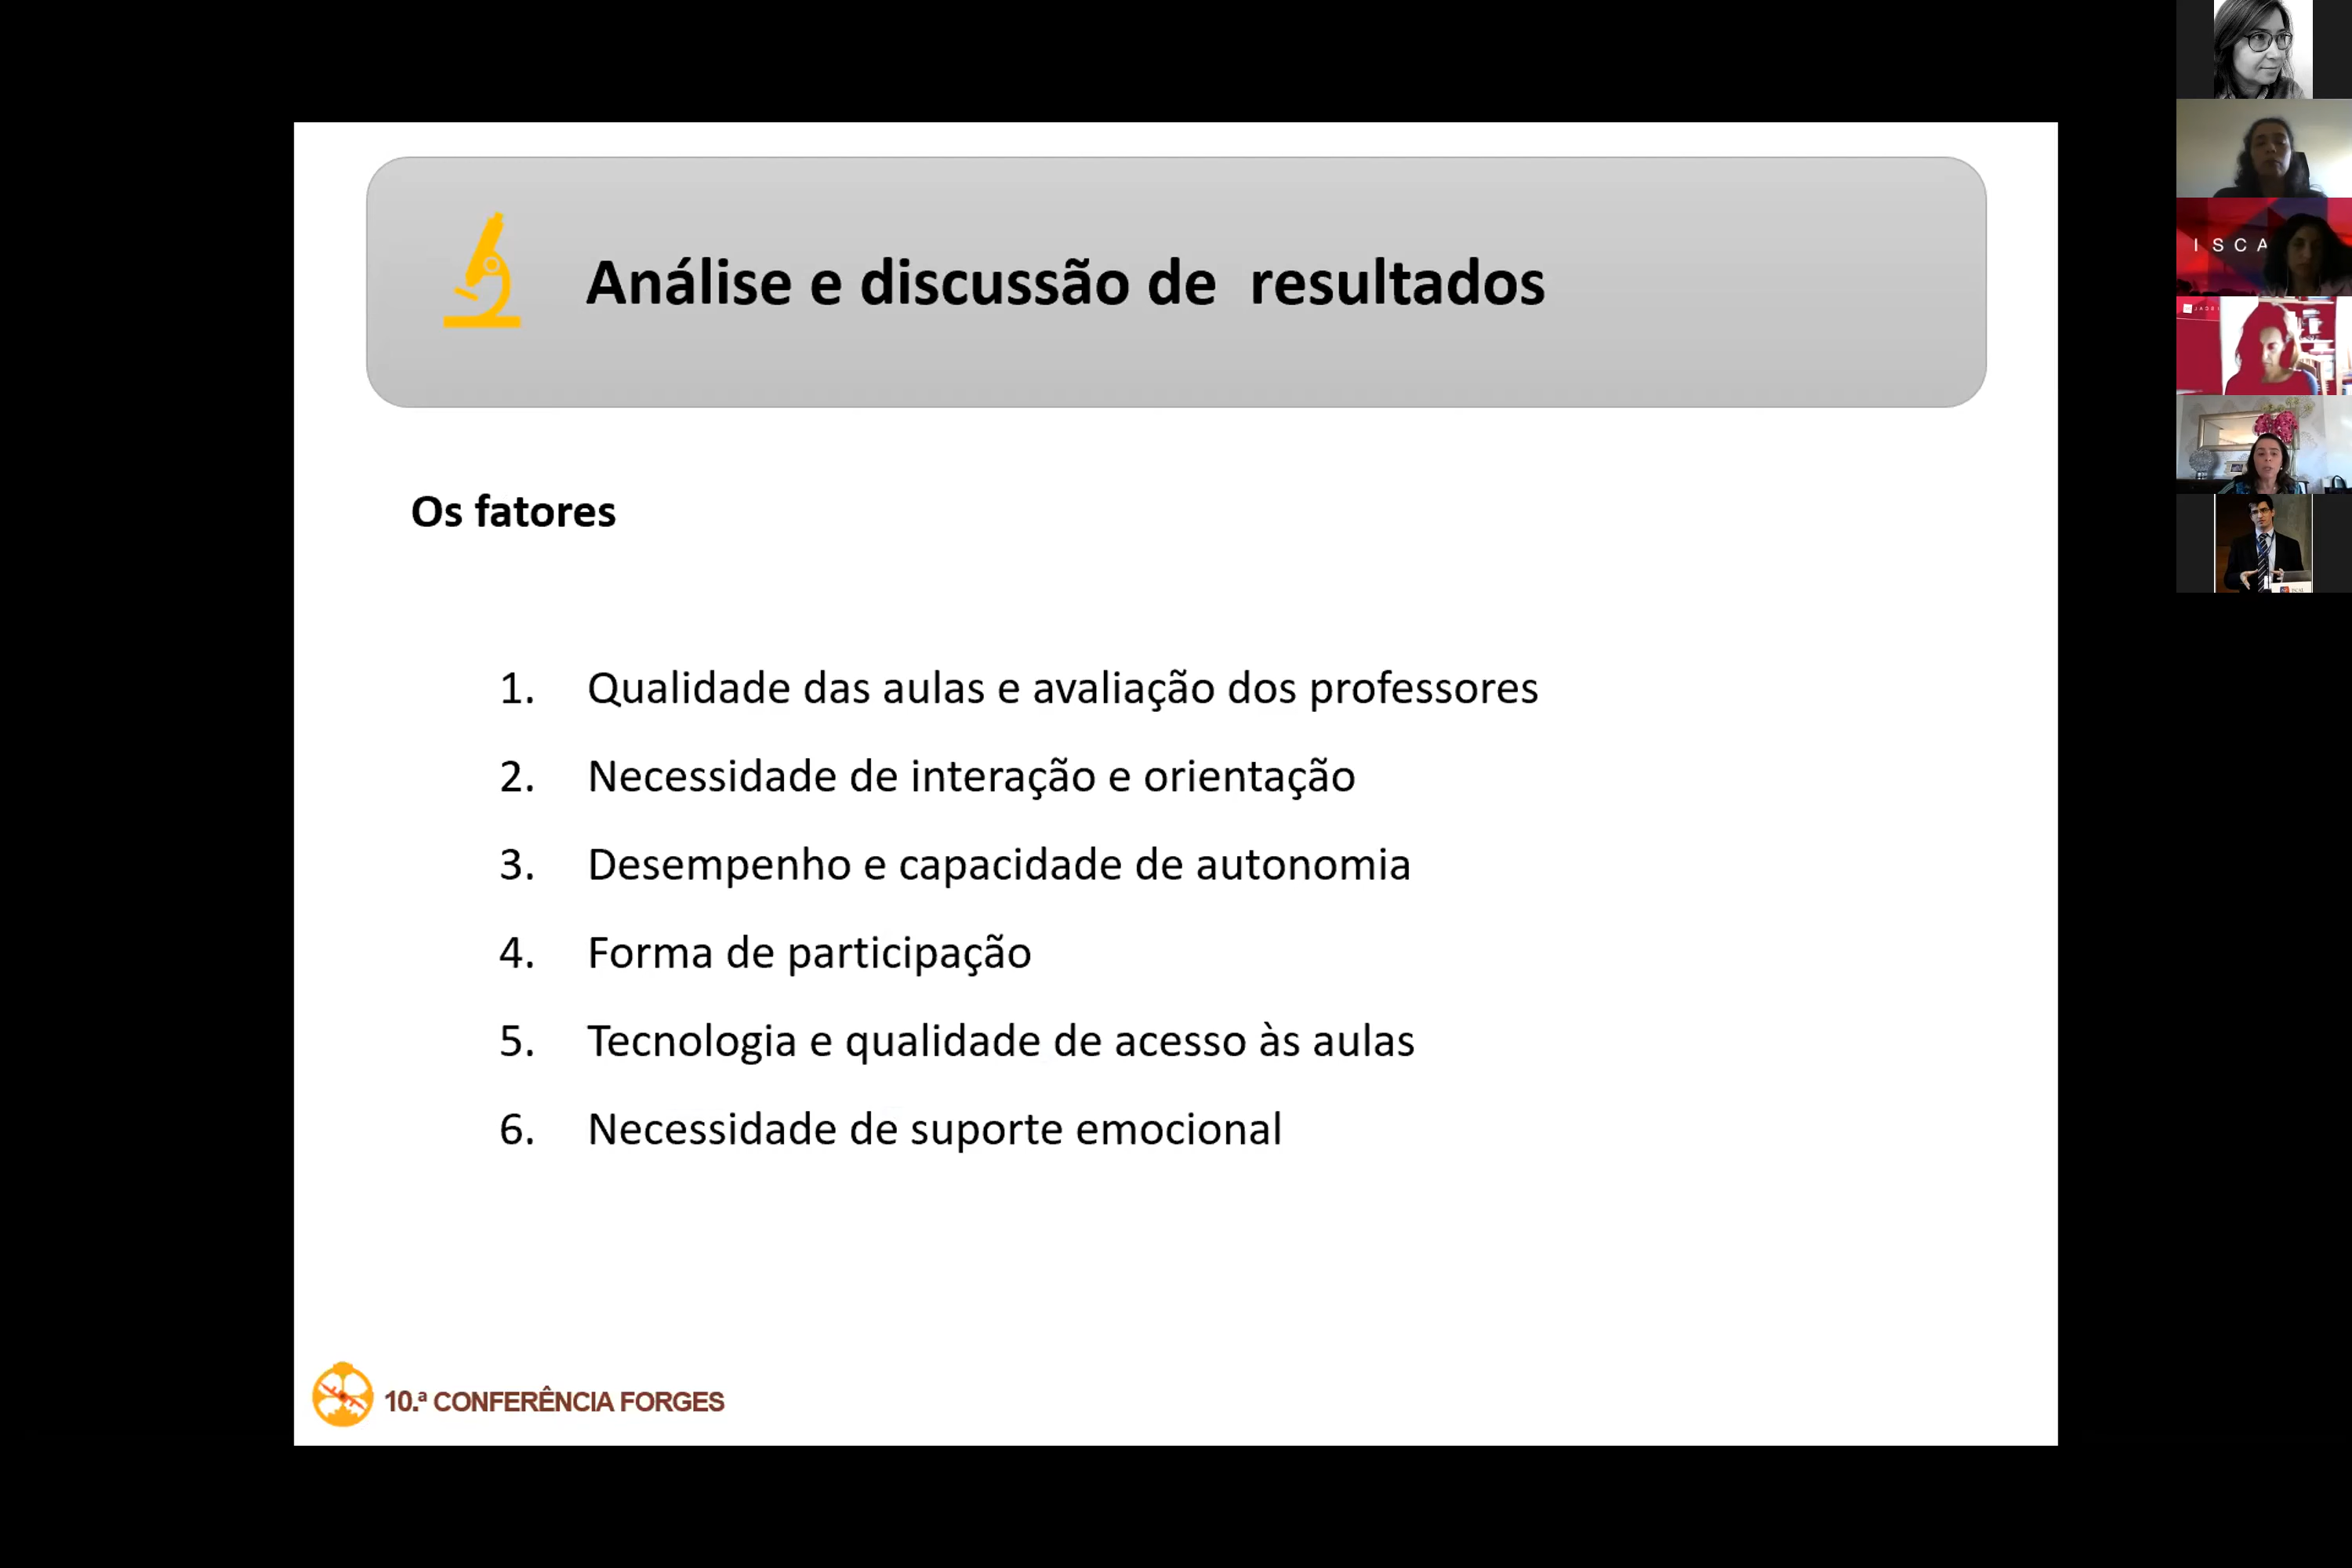 Análise e discussão de resultados
Os fatores
1. Qualidade das aulas e avaliação dos professores
2. Necessidade de interação e orientação
3. Desempenho e capacidade de autonomia
4. Forma de participação
5. Tecnologia e qualidade de acesso às aulas
6. Necessidade de suporte emocional
10.ª CONFERÊNCIA FORGES
ISCA